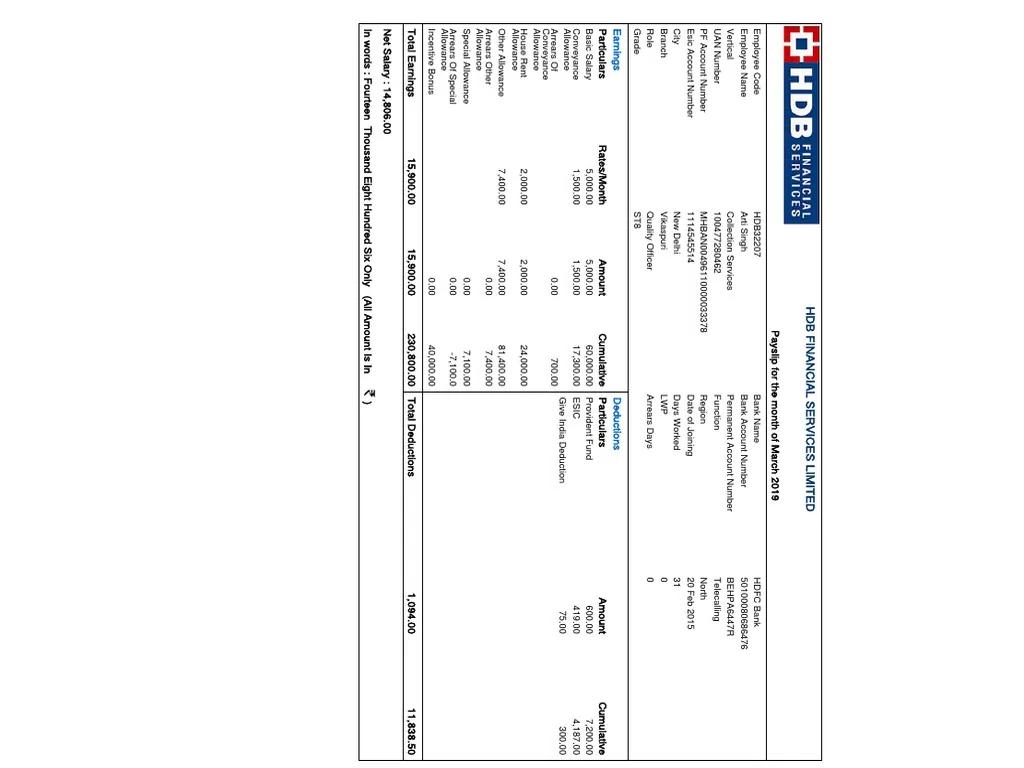 HDB FINANCIAL SERVICES
HDB FINANCIAL SERVICES LIMITED
Payslip for the month of March 2019
Employee Code HDB32207 Bank Name HDFC Bank
Employee Name Arti Singh Bank Account Number 50100080686476
Vertical Collection Services Permanent Account Number BEHPA6447R
UAN Number 100477280462 Function Telecalling
PF Account Number MHBAN00496110000033378 Region North
Esic Account Number 1114545514 Date of Joining 20 Feb 2015
City New Delhi Days Worked 31
Branch Vikaspuri LWP 0
Role Quality Officer Arrears Days 0
Grade ST8
Earnings Deductions
Particulars Rates/Month Amount Cumulative Particulars Amount Cumulative
Basic Salary 5,000.00 5,000.00 60,000.00 Provident Fund 600.00 7,200.00
Conveyance 1,500.00 1,500.00 17,300.00 ESIC 419.00 4,187.00
Allowance Give India Deduction 75.00 300.00
Arrears Of 0.00 700.00
Conveyance
Allowance
House Rent 2,000.00 2,000.00 24,000.00
Allowance
Other Allowance 7,400.00 7,400.00 81,400.00
Arrears Other 0.00 7,400.00
Allowance
Special Allowance 0.00 7,100.00
Arrears Of Special 0.00 -7,100.0
Allowance
Incentive Bonus 0.00 40,000.00
Total Earnings 15,900.00 15,900.00 230,800.00 Total Deductions 1,094.00 11,838.50
Net Salary : 14,806.00
In words : Fourteen Thousand Eight Hundred Six Only (All Amount Is In ₹ )